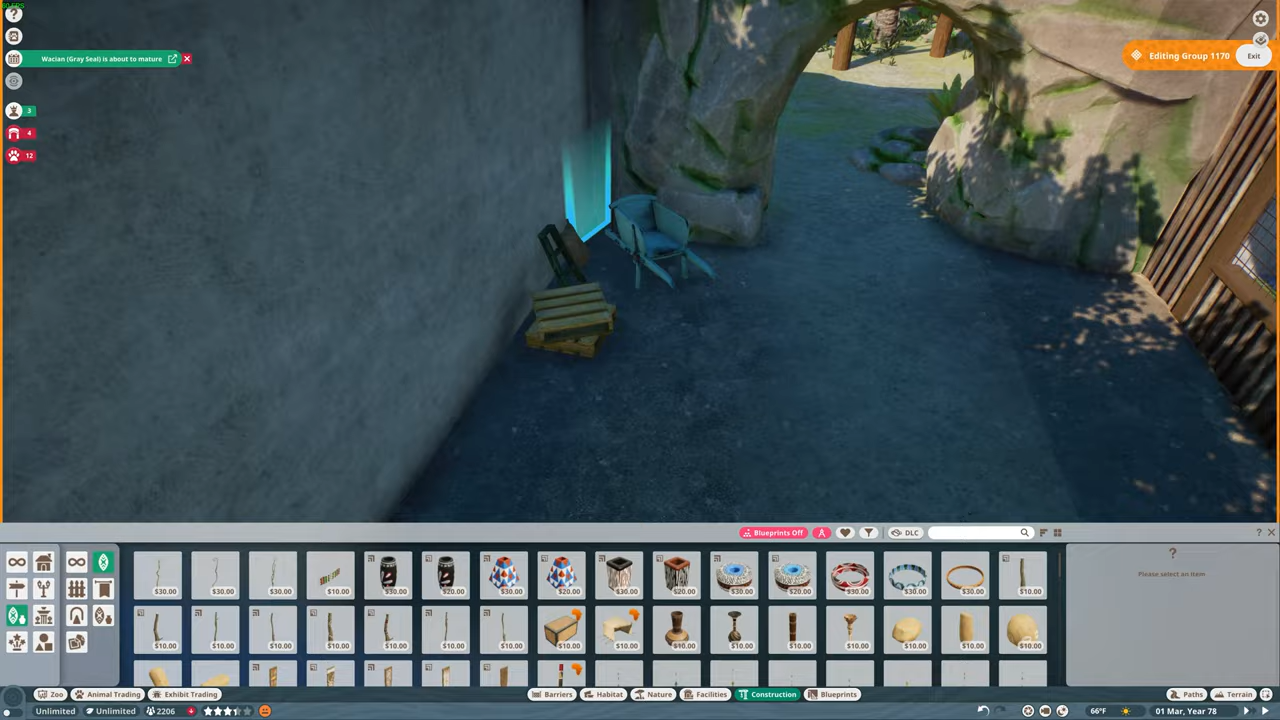 60 FPS
Wacian (Gray Seal) is about to mature
Editing Group 1170
Exit
3
4
12
Blueprints Off
DLC
?
$30.00 $30.00 $30.00 $10.00 $30.00 $20.00 $30.00 $20.00 $30.00 $20.00 $30.00 $20.00 $30.00 $30.00 $30.00 $10.00
Please select an item
$10.00 $10.00 $10.00 $10.00 $10.00 $10.00 $10.00 $10.00 $10.00 $10.00 $10.00 $10.00 $10.00 $10.00 $10.00 $10.00
Zoo Animal Trading Exhibit Trading Barriers Habitat Nature Facilities Construction Blueprints Paths Terrain
Unlimited Unlimited 2206 66°F 01 Mar, Year 78